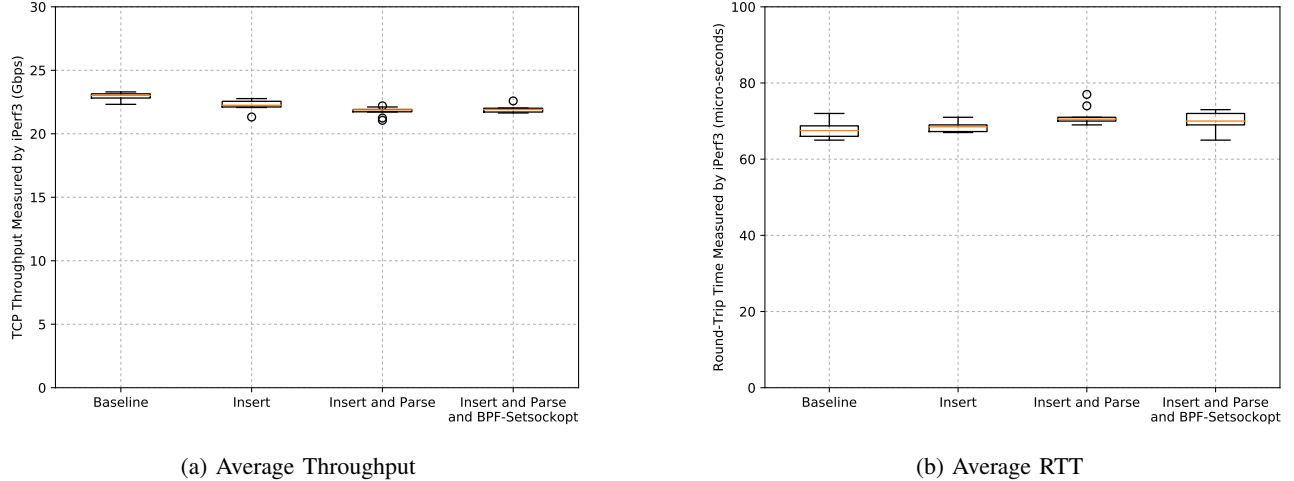 TCP Throughput Measured by iPerf3 (Gbps)
30
25
20
15
10
5
0
Baseline
Insert
Insert and Parse
Insert and Parse
and BPF-Setsockopt
(a) Average Throughput
Round-Trip Time Measured by iPerf3 (micro-seconds)
100
80
60
40
20
0
Baseline
Insert
Insert and Parse
Insert and Parse
and BPF-Setsockopt
(b) Average RTT